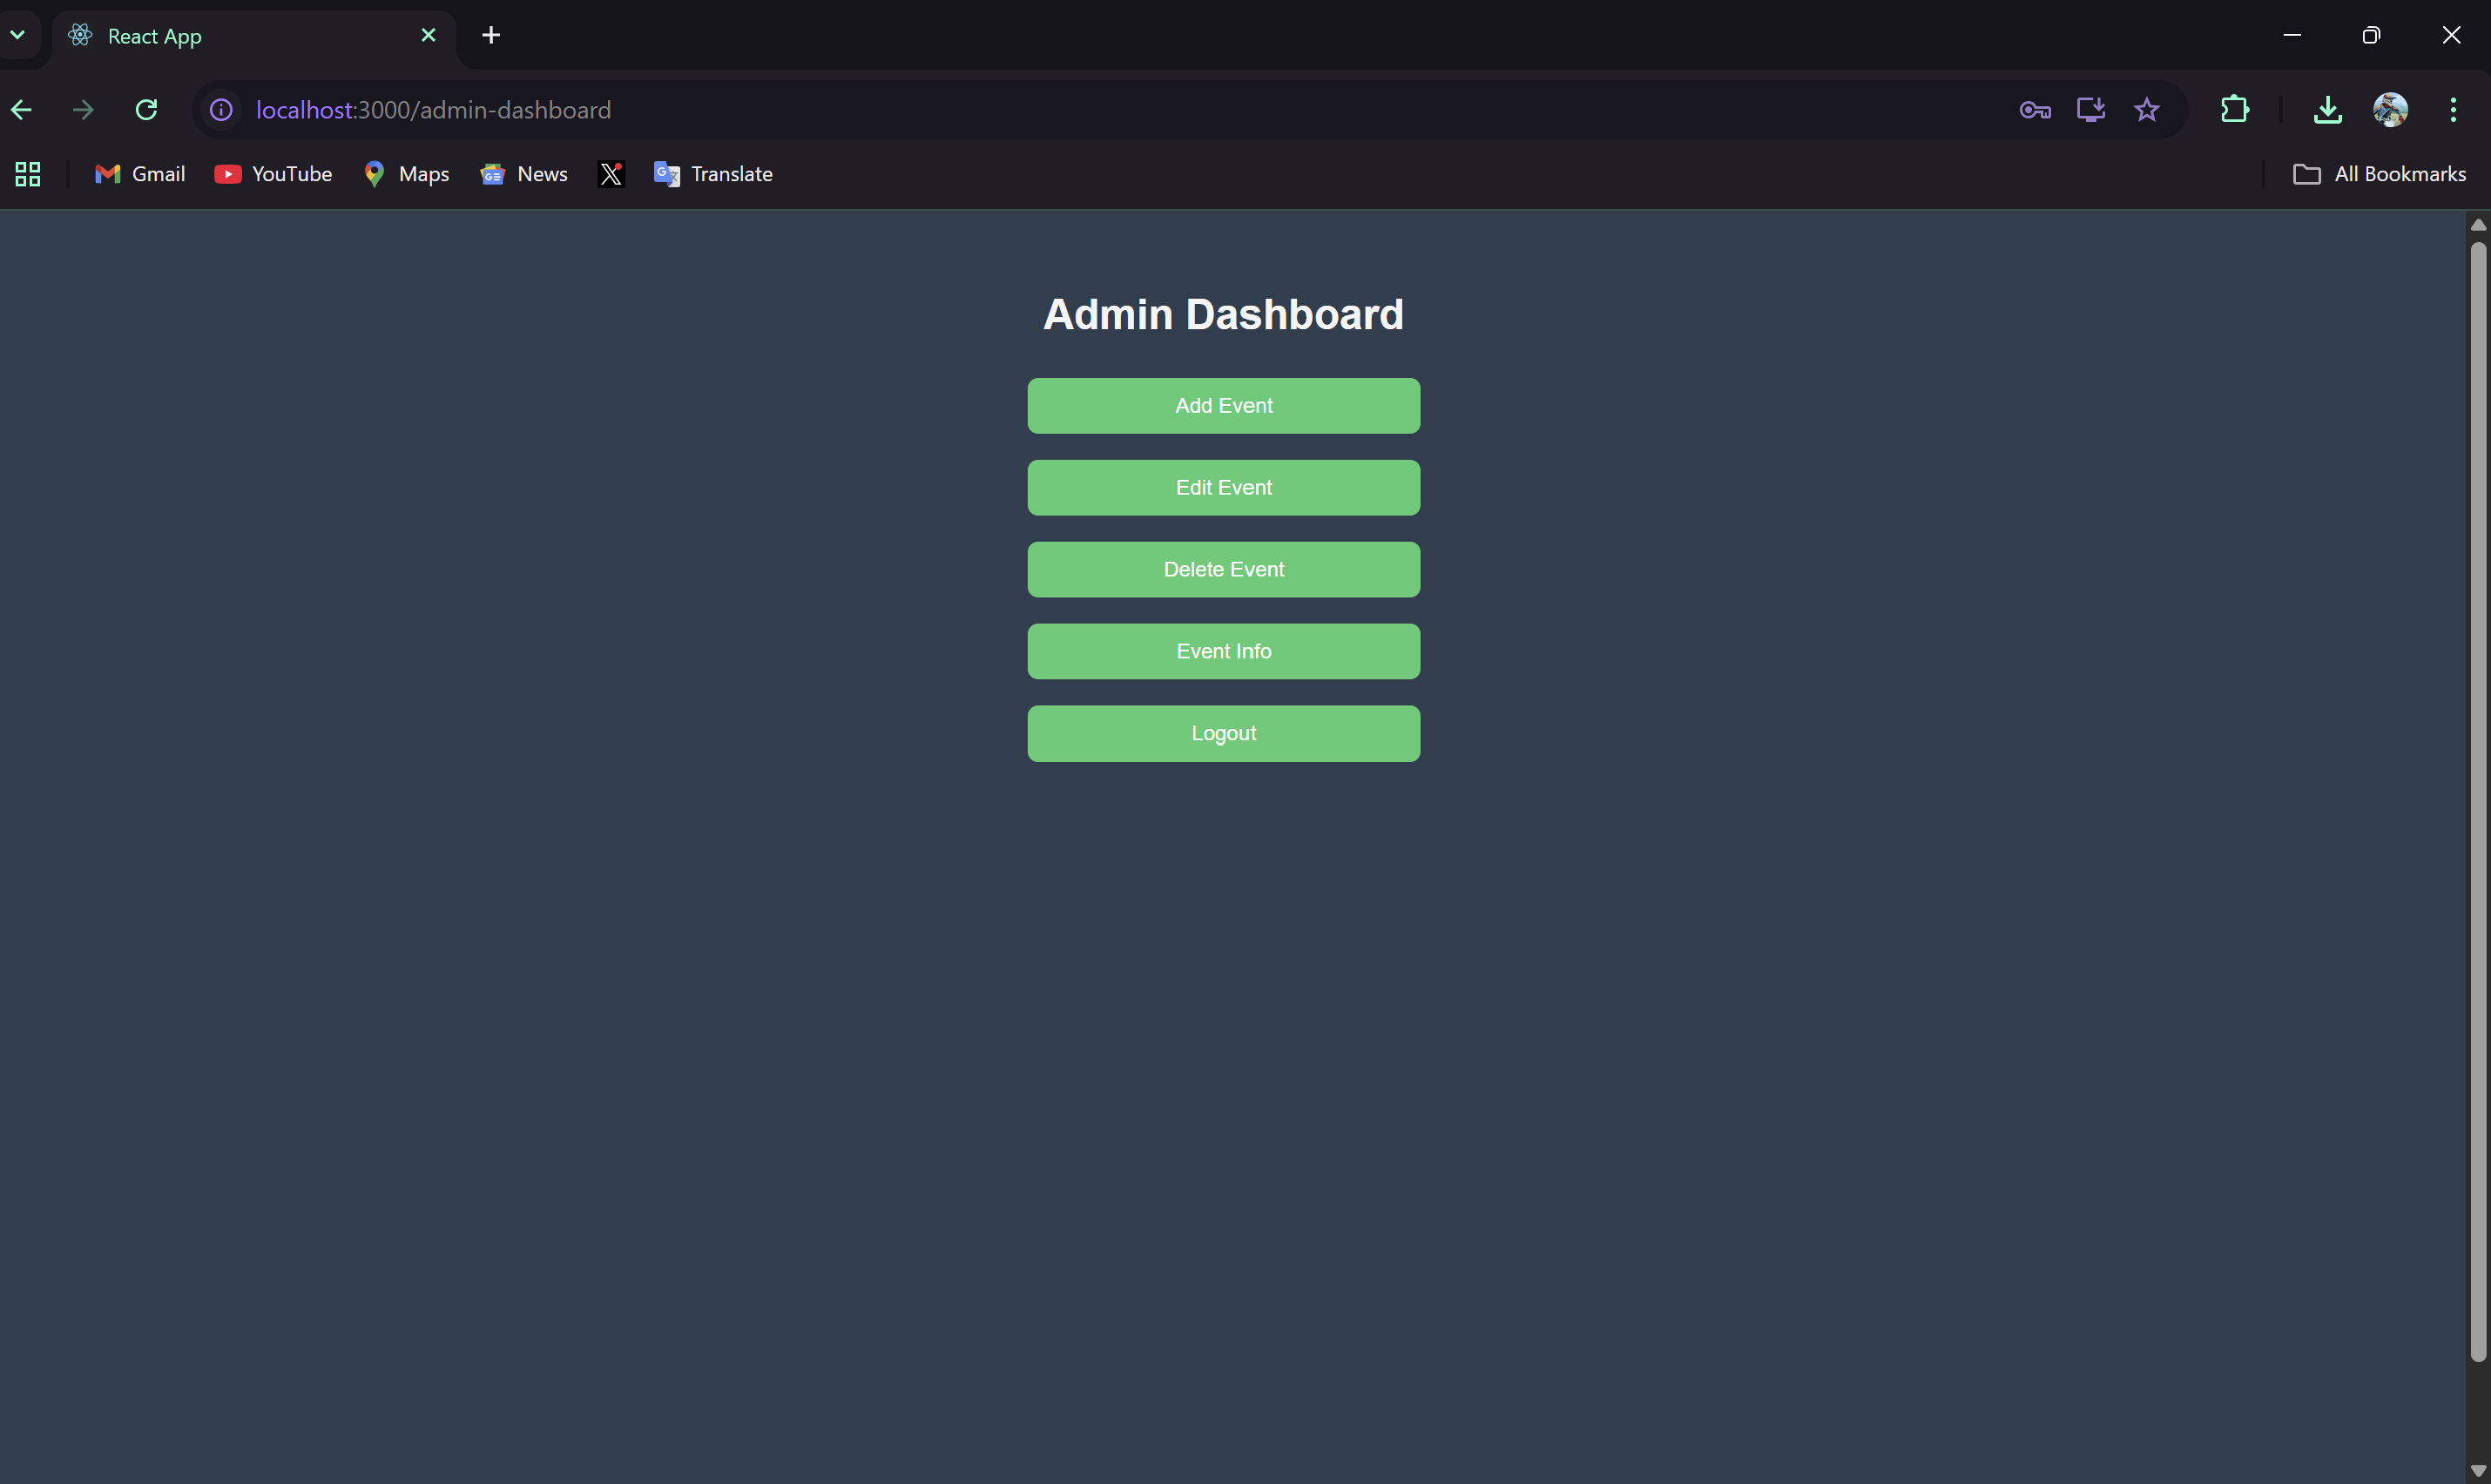 React App
localhost:3000/admin-dashboard
Gmail YouTube Maps GE News X G Translate All Bookmarks
Admin Dashboard
Add Event
Edit Event
Delete Event
Event Info
Logout